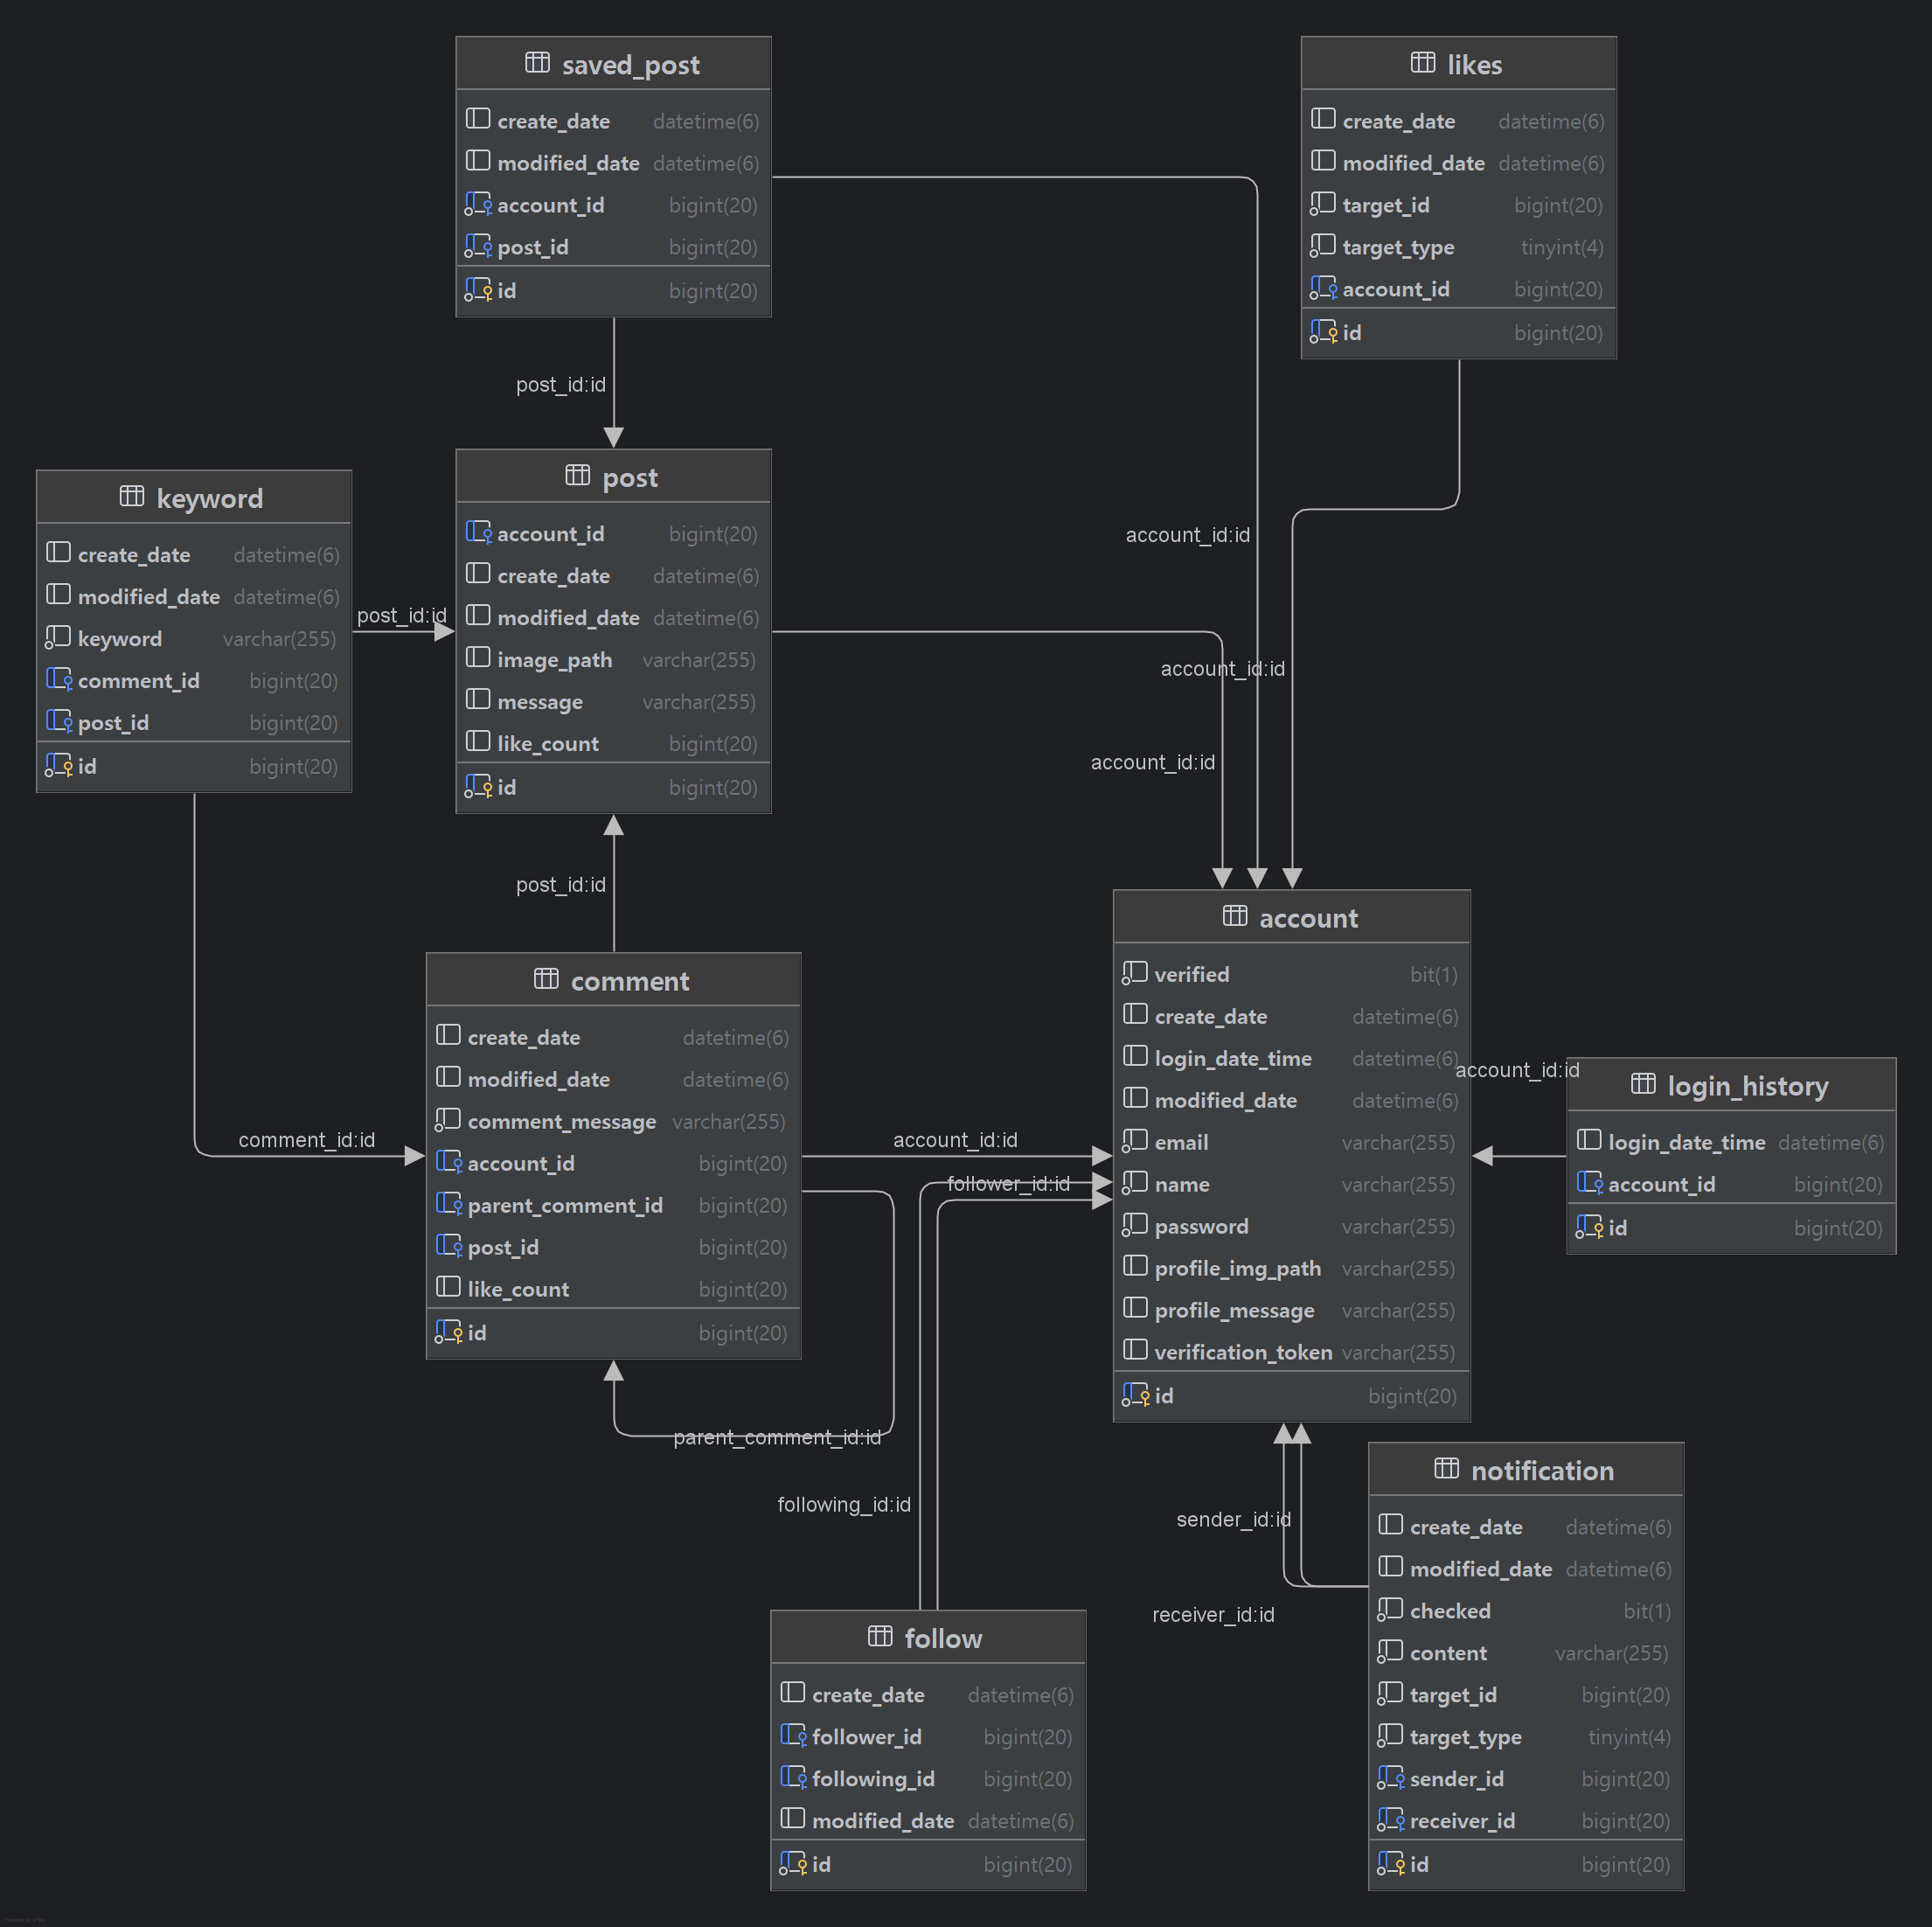 saved_post
create_date datetime(6)
modified_date datetime(6)
account_id bigint(20)
post_id bigint(20)
id bigint(20)
likes
create_date datetime(6)
modified_date datetime(6)
target_id bigint(20)
target_type tinyint(4)
account_id bigint(20)
id bigint(20)
post_id:id
account_id:id
account_id:id
account_id:id
keyword
create_date datetime(6)
modified_date datetime(6)
keyword varchar(255)
comment_id bigint(20)
post_id bigint(20)
id bigint(20)
post_id:id
post
account_id bigint(20)
create_date datetime(6)
modified_date datetime(6)
image_path varchar(255)
message varchar(255)
like_count bigint(20)
id bigint(20)
post_id:id
comment_id:id
comment
create_date datetime(6)
modified_date datetime(6)
comment_message varchar(255)
account_id bigint(20)
parent_comment_id bigint(20)
post_id bigint(20)
like_count bigint(20)
id bigint(20)
parent_comment_id:id
account_id:id
follower_id:id
following_id:id
account
verified bit(1)
create_date datetime(6)
login_date_time datetime(6)
modified_date datetime(6)
email varchar(255)
name varchar(255)
password varchar(255)
profile_img_path varchar(255)
profile_message varchar(255)
verification_token varchar(255)
id bigint(20)
account_id:id
login_history
login_date_time datetime(6)
account_id bigint(20)
id bigint(20)
sender_id:id
receiver_id:id
follow
create_date datetime(6)
follower_id bigint(20)
following_id bigint(20)
modified_date datetime(6)
id bigint(20)
notification
create_date datetime(6)
modified_date datetime(6)
checked bit(1)
content varchar(255)
target_id bigint(20)
target_type tinyint(4)
sender_id bigint(20)
receiver_id bigint(20)
id bigint(20)